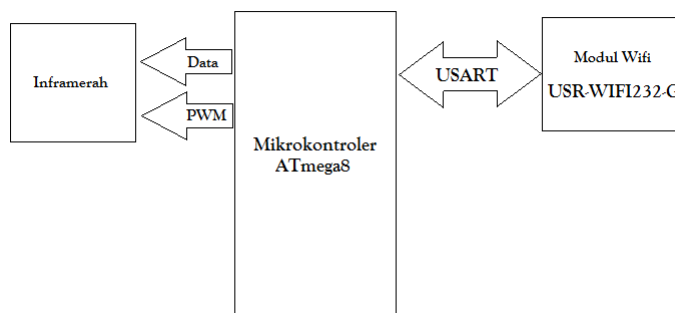 Inframerah
Data
PWM
Mikrokontroler
ATmega8
USART
Modul Wifi
USR-WIFI232-G